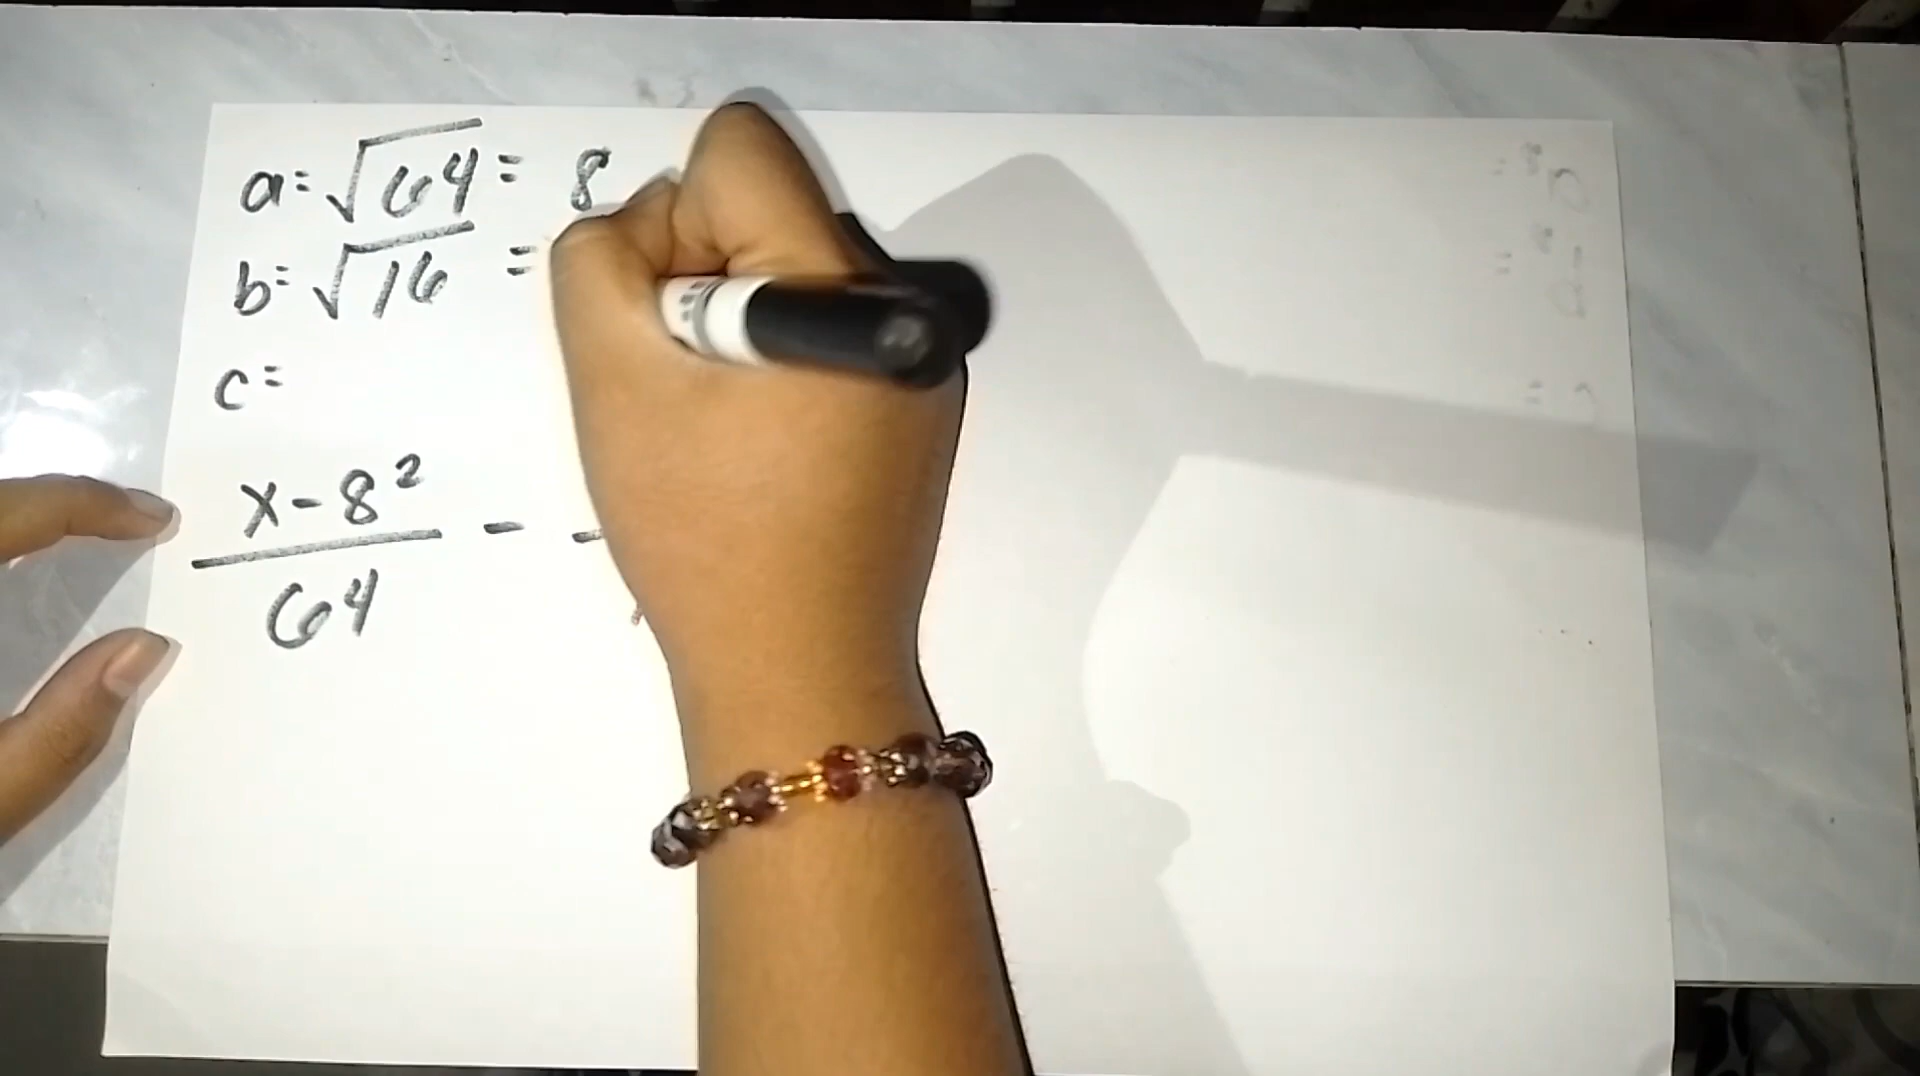 a = √64 = 8
b = √16 =
c =
x - 8²
64
-